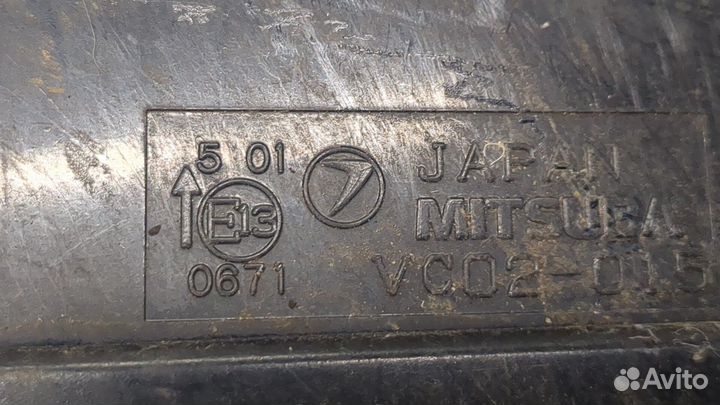 5 01 JAPAN
E13 MITSUBA
0671 VC02-015
Avito